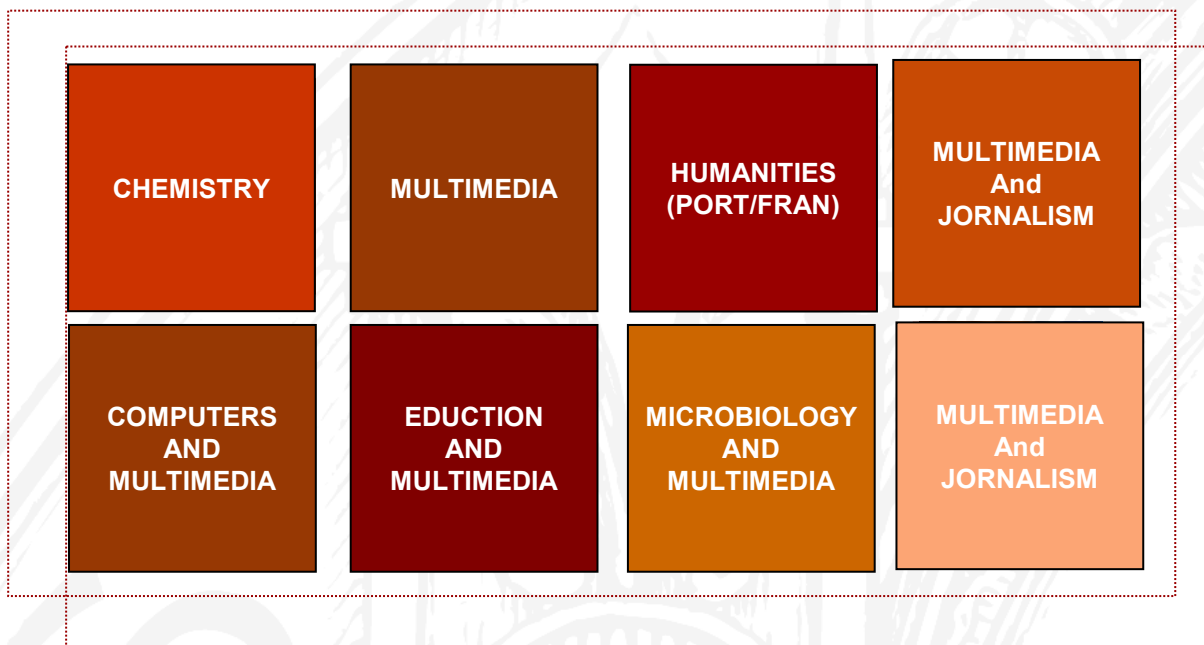 CHEMISTRY
MULTIMEDIA
HUMANITIES
(PORT/FRAN)
MULTIMEDIA
And
JORNALISM
COMPUTERS
AND
MULTIMEDIA
EDUCTION
AND
MULTIMEDIA
MICROBIOLOGY
AND
MULTIMEDIA
MULTIMEDIA
And
JORNALISM